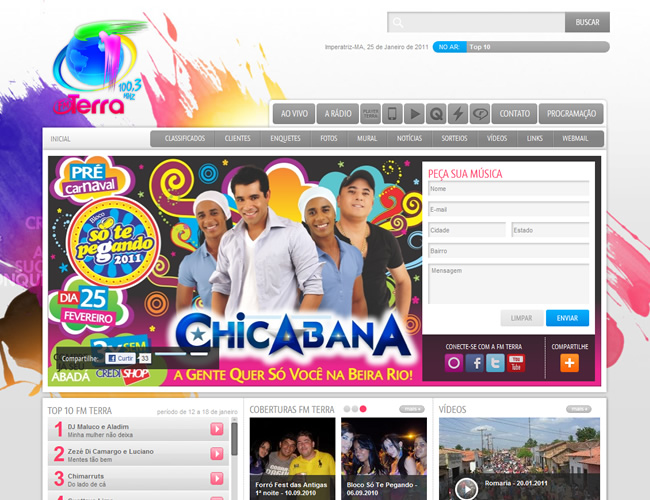 BUSCAR
Imperatriz-MA, 25 de Janeiro de 2011
NO AR: Top 10
100.3
MHz
Terra
AO VIVO
A RÁDIO
PLAYER
CONTATO
PROGRAMAÇÃO
INICIAL
CLASSIFICADOS
CLIENTES
ENQUETES
FOTOS
MURAL
NOTÍCIAS
SORTEIOS
VÍDEOS
LINKS
WEBMAIL
PRÉ
Carnaval
Bloco
só te
pegando
2011
DIA 25
FEVEREIRO
Compartilhe:
Curtir
33
ABADÁ
CREDISHOP
CHICABANA
A GENTE QUER SÓ VOCÊ NA BEIRA RIO!
PEÇA SUA MÚSICA
Nome
E-mail
Cidade
Estado
Bairro
Mensagem
LIMPAR
ENVIAR
CONECTE-SE COM A FM TERRA
COMPARTILHE
You
Tube
TOP 10 FM TERRA
período de 12 a 18 de janeiro
1 DJ Maluco e Aladim
Minha mulher não deixa
2 Zezé Di Camargo e Luciano
Mentes tão bem
3 Chimarruts
Do lado de cá
COBERTURAS FM TERRA
mais +
Forró Fest das Antigas
1ª noite - 10.09.2010
Bloco Só Te Pegando -
06.09.2010
VÍDEOS
mais +
Romaria - 20.01.2011